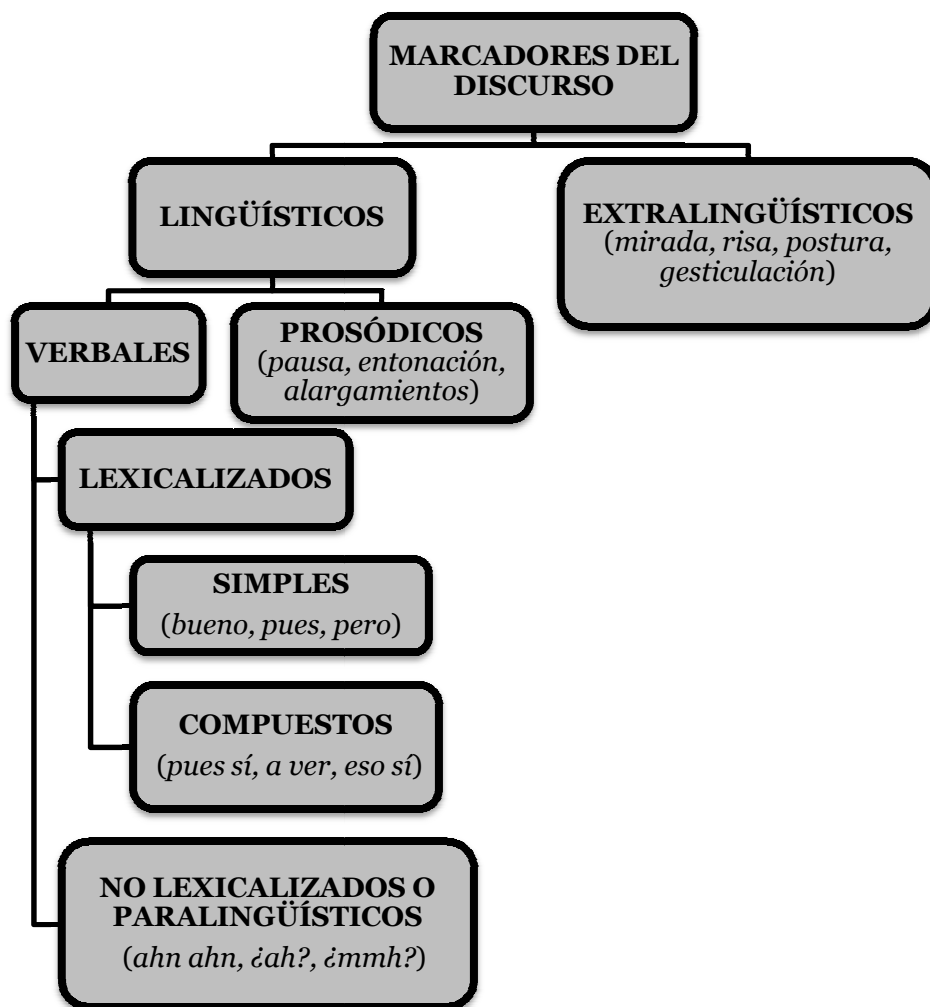 MARCADORES DEL
DISCURSO
LINGÜÍSTICOS
EXTRALINGÜÍSTICOS
(mirada, risa, postura,
gesticulación)
VERBALES
PROSÓDICOS
(pausa, entonación,
alargamientos)
LEXICALIZADOS
SIMPLES
(bueno, pues, pero)
COMPUESTOS
(pues sí, a ver, eso sí)
NO LEXICALIZADOS O
PARALINGÜÍSTICOS
(ahn ahn, ¿ah?, ¿mmh?)